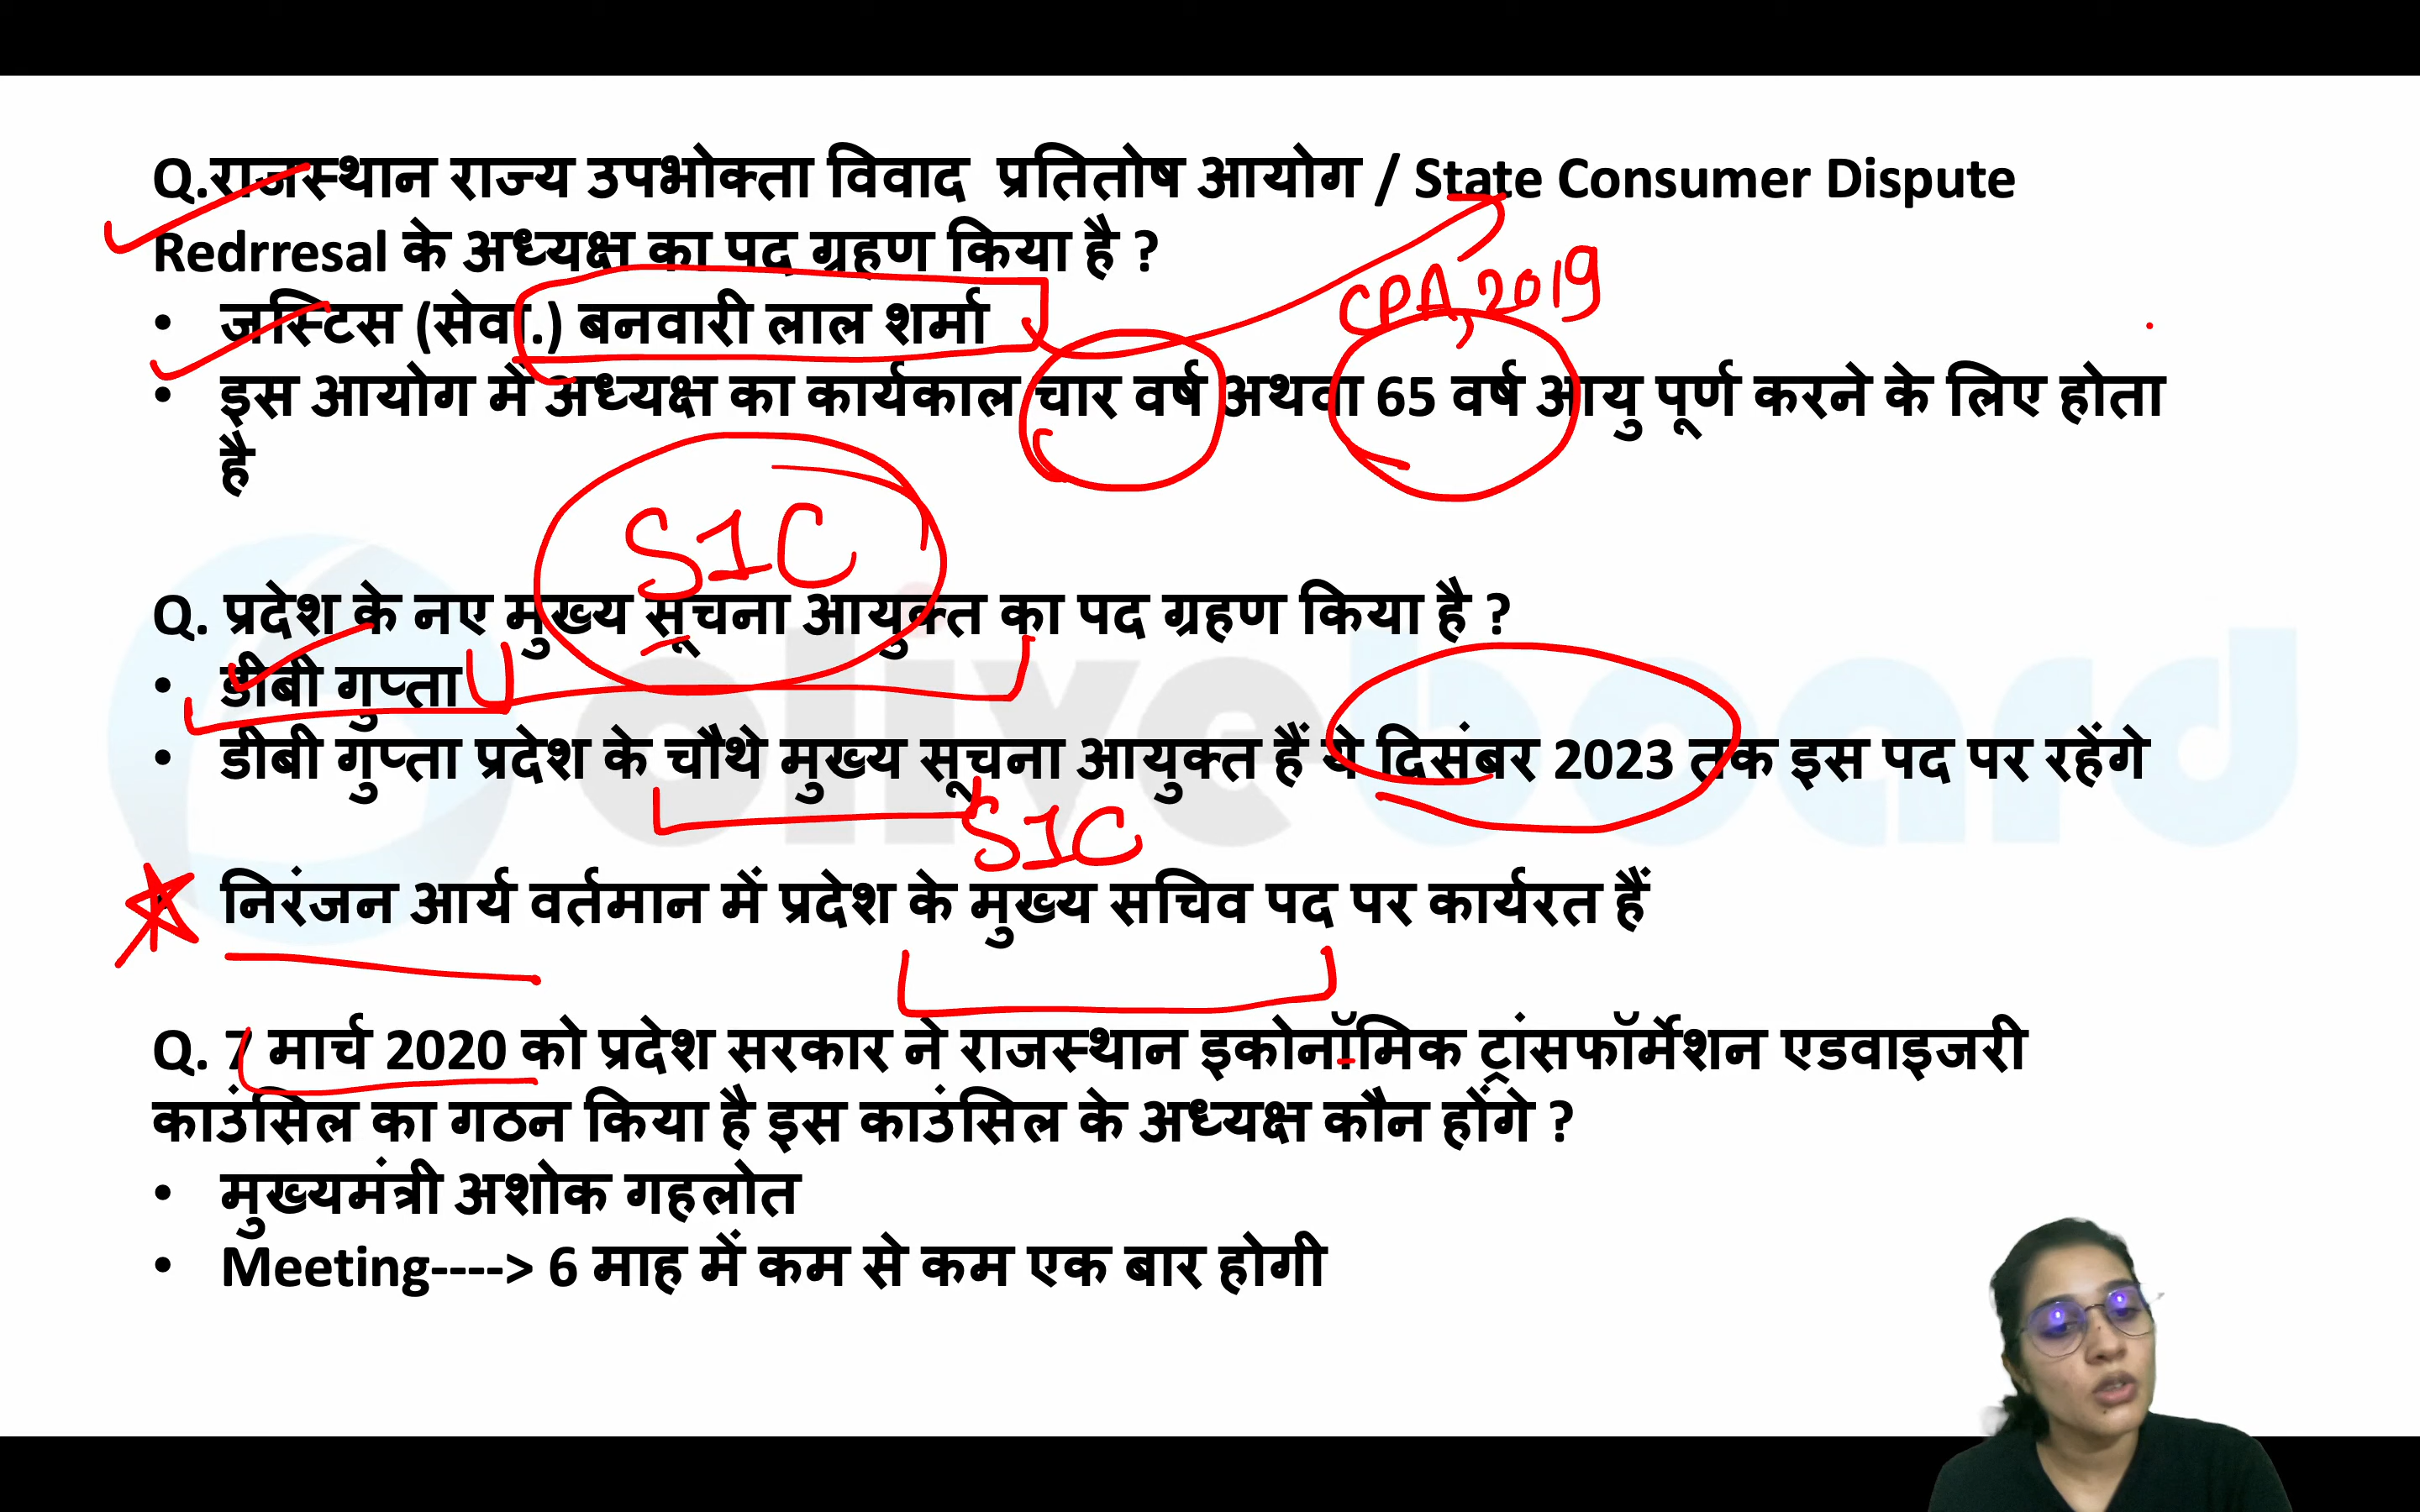 Q.राजस्थान राज्य उपभोक्ता विवाद प्रतितोष आयोग / State Consumer Dispute
Redrresal के अध्यक्ष का पद ग्रहण किया है ?
CPA, 2019
• जस्टिस (सेवा.) बनवारी लाल शर्मा
• इस आयोग में अध्यक्ष का कार्यकाल चार वर्ष अथवा 65 वर्ष आयु पूर्ण करने के लिए होता
है
SIC
Q. प्रदेश के नए मुख्य सूचना आयुक्त का पद ग्रहण किया है ?
• डीबी गुप्ता
• डीबी गुप्ता प्रदेश के चौथे मुख्य सूचना आयुक्त हैं ये दिसंबर 2023 तक इस पद पर रहेंगे
SIC
निरंजन आर्य वर्तमान में प्रदेश के मुख्य सचिव पद पर कार्यरत हैं
Q. 7 मार्च 2020 को प्रदेश सरकार ने राजस्थान इकोनॉमिक ट्रांसफॉर्मेशन एडवाइजरी
काउंसिल का गठन किया है इस काउंसिल के अध्यक्ष कौन होंगे ?
• मुख्यमंत्री अशोक गहलोत
• Meeting----> 6 माह में कम से कम एक बार होगी
oliveboard